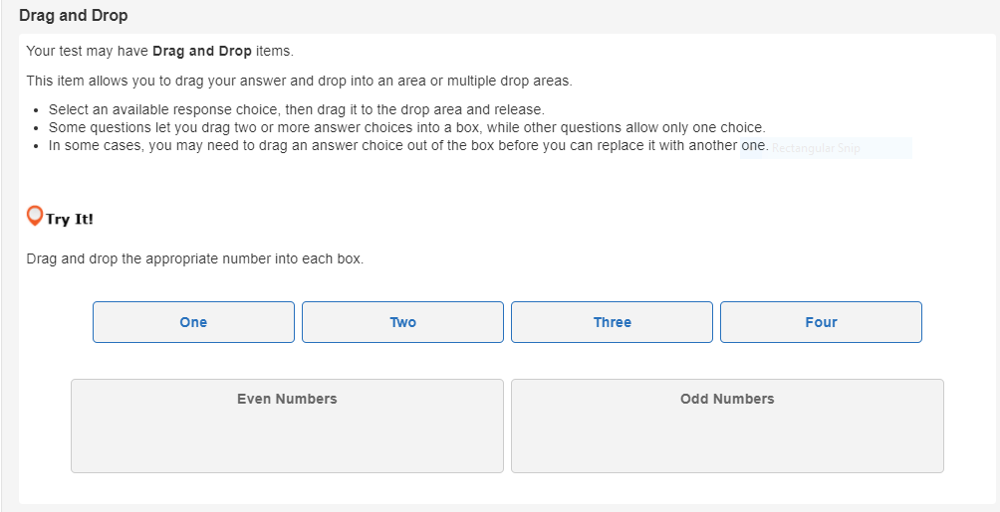 Drag and Drop
Your test may have Drag and Drop items.
This item allows you to drag your answer and drop into an area or multiple drop areas.
• Select an available response choice, then drag it to the drop area and release.
• Some questions let you drag two or more answer choices into a box, while other questions allow only one choice.
• In some cases, you may need to drag an answer choice out of the box before you can replace it with another one.
Rectangular Snip
Try It!
Drag and drop the appropriate number into each box.
One Two Three Four
Even Numbers Odd Numbers